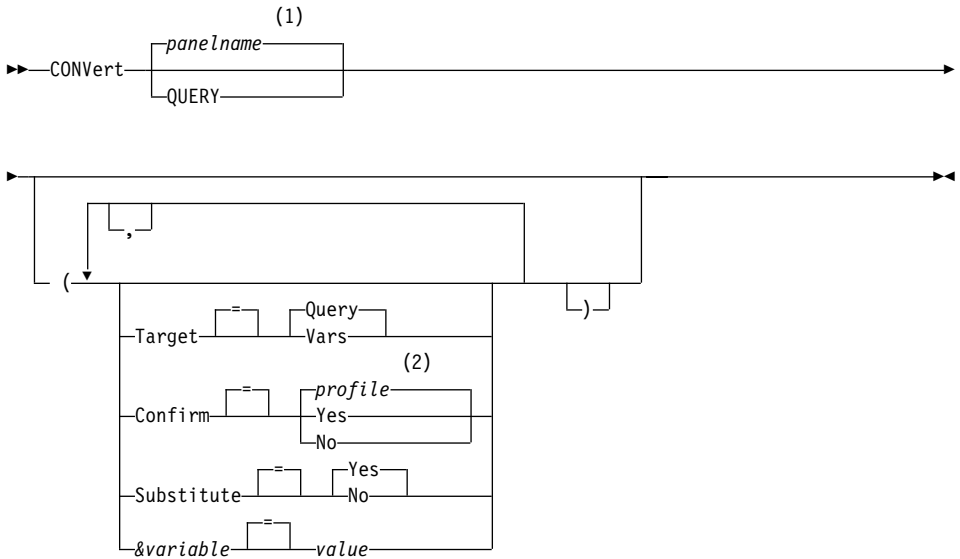 (1)
panelname
CONVert
QUERY
,
(
)
= Query
Target Vars
(2)
= profile
Confirm Yes
No
= Yes
Substitute No
=
&variable value